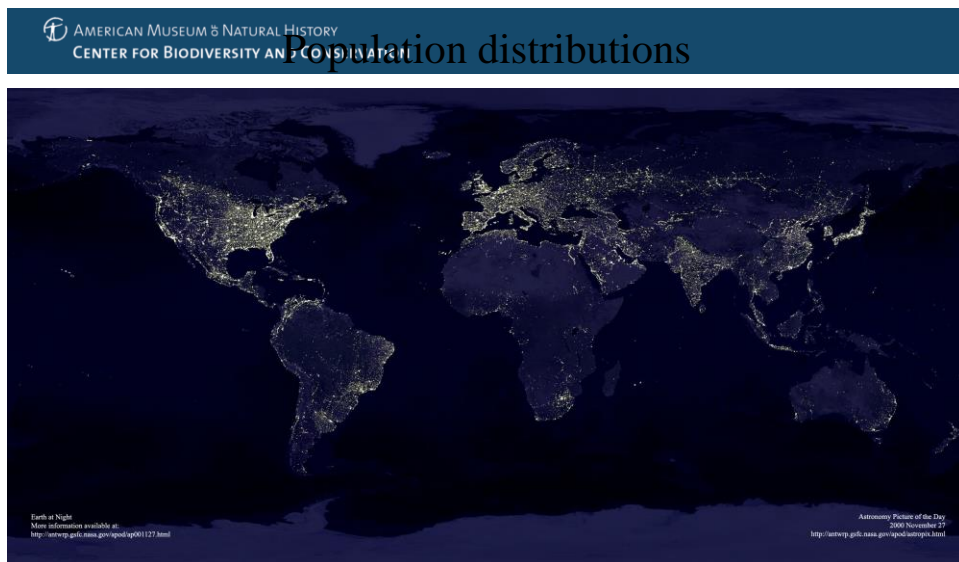 AMERICAN MUSEUM & NATURAL HISTORY
CENTER FOR BIODIVERSITY AND CONSERVATION
Population distributions
Earth at Night
More information available at:
http://antwrp.gsfc.nasa.gov/apod/ap001127.html
Astronomy Picture of the Day
2000 November 27
http://antwrp.gsfc.nasa.gov/apod/astropix.html